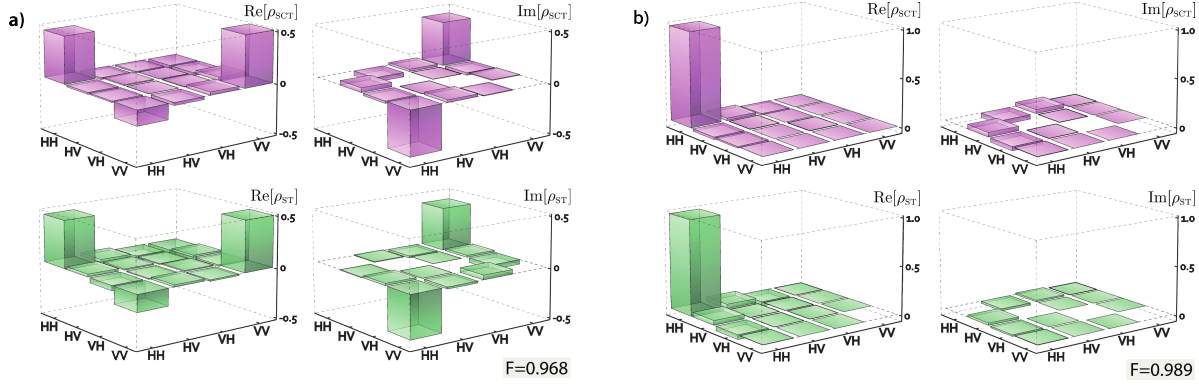 a)
Re[ρSCT]
0.5
0
-0.5
HH
HV
VH
VV
HH
HV
VH
VV
Im[ρSCT]
0.5
0
-0.5
HH
HV
VH
VV
HH
HV
VH
VV
Re[ρST]
0.5
0
-0.5
HH
HV
VH
VV
HH
HV
VH
VV
Im[ρST]
0.5
0
-0.5
HH
HV
VH
VV
HH
HV
VH
VV
F=0.968
b)
Re[ρSCT]
1.0
0.5
0
HH
HV
VH
VV
HH
HV
VH
VV
Im[ρSCT]
1.0
0.5
0
HH
HV
VH
VV
HH
HV
VH
VV
Re[ρST]
1.0
0.5
0
HH
HV
VH
VV
HH
HV
VH
VV
Im[ρST]
1.0
0.5
0
HH
HV
VH
VV
HH
HV
VH
VV
F=0.989